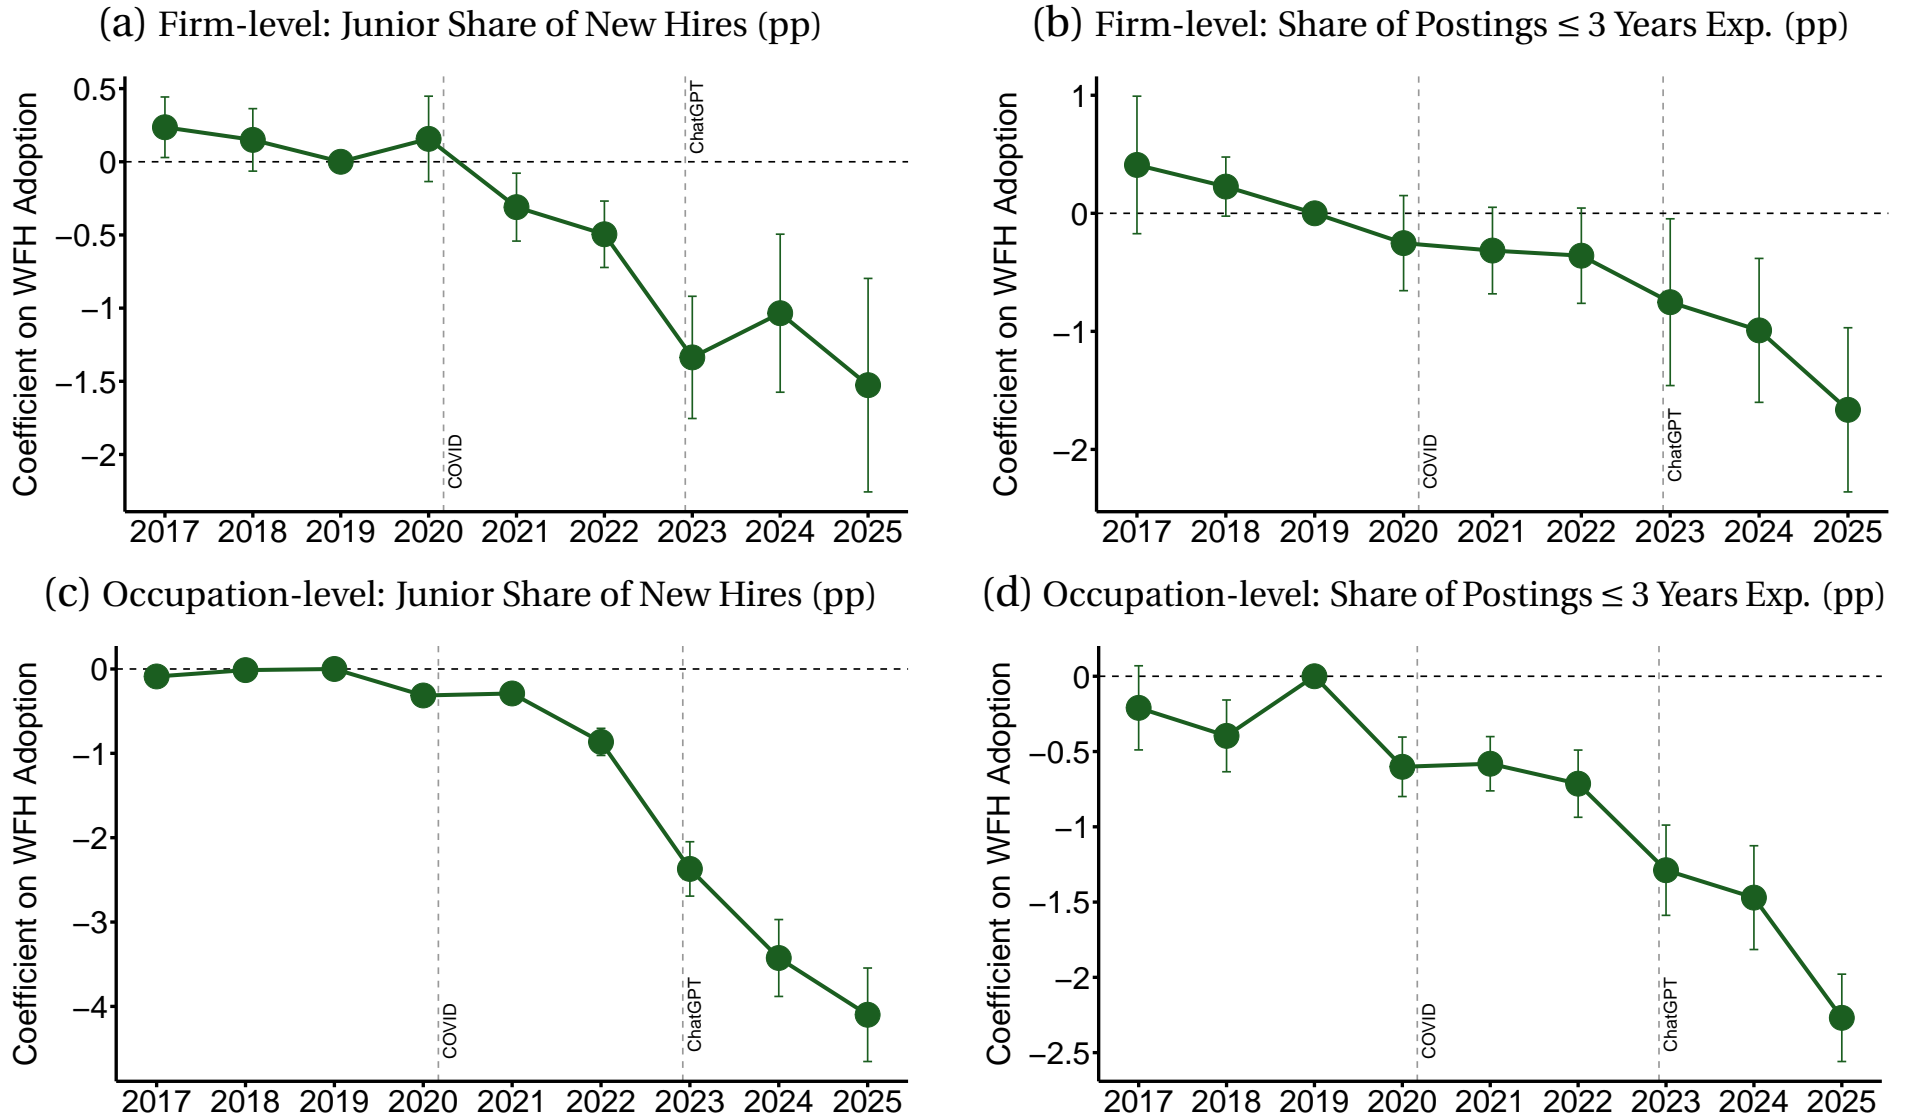 (a) Firm-level: Junior Share of New Hires (pp)
Coefficient on WFH Adoption
0.5
0
−0.5
−1
−1.5
−2
COVID
ChatGPT
2017 2018 2019 2020 2021 2022 2023 2024 2025
(b) Firm-level: Share of Postings ≤ 3 Years Exp. (pp)
Coefficient on WFH Adoption
1
0
−1
−2
COVID
ChatGPT
2017 2018 2019 2020 2021 2022 2023 2024 2025
(c) Occupation-level: Junior Share of New Hires (pp)
Coefficient on WFH Adoption
0
−1
−2
−3
−4
COVID
ChatGPT
2017 2018 2019 2020 2021 2022 2023 2024 2025
(d) Occupation-level: Share of Postings ≤ 3 Years Exp. (pp)
Coefficient on WFH Adoption
0
−0.5
−1
−1.5
−2
−2.5
COVID
ChatGPT
2017 2018 2019 2020 2021 2022 2023 2024 2025